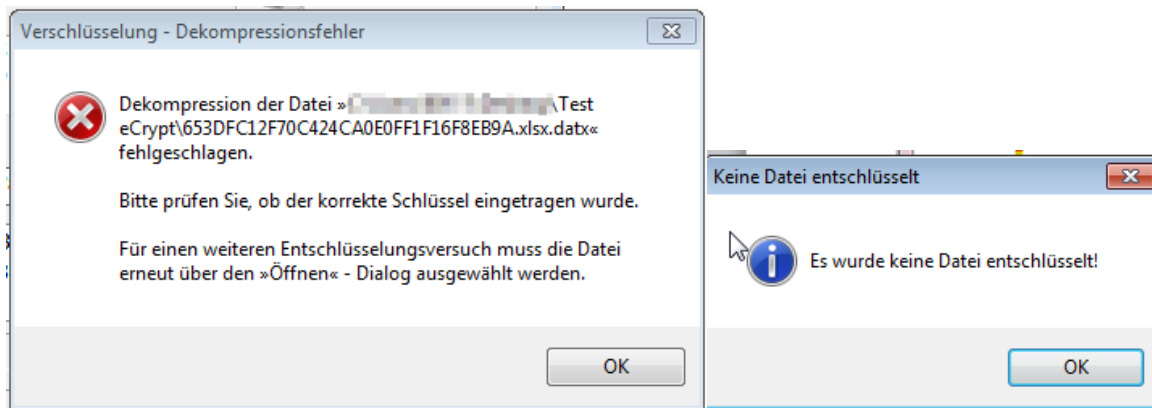 Verschlüsselung - Dekompressionsfehler
Dekompression der Datei » \Test
eCrypt\653DFC12F70C424CA0E0FF1F16F8EB9A.xlsx.datx«
fehlgeschlagen.
Bitte prüfen Sie, ob der korrekte Schlüssel eingetragen wurde.
Für einen weiteren Entschlüsselungsversuch muss die Datei
erneut über den »Öffnen« - Dialog ausgewählt werden.
OK
Keine Datei entschlüsselt
Es wurde keine Datei entschlüsselt!
OK